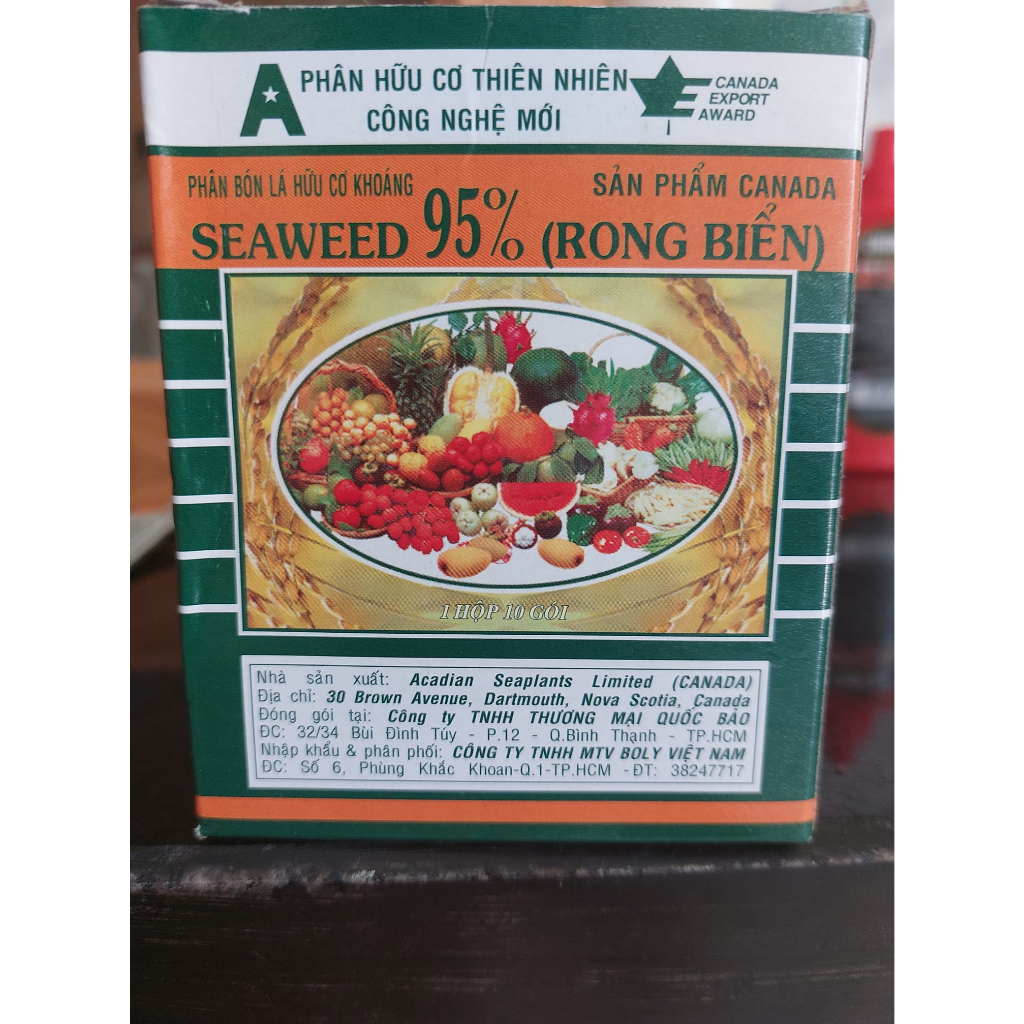 A PHÂN HỮU CƠ THIÊN NHIÊN
CÔNG NGHỆ MỚI
CANADA
EXPORT
AWARD
PHÂN BÓN LÁ HỮU CƠ KHOÁNG
SẢN PHẨM CANADA
SEAWEED 95% (RONG BIỂN)
1 HỘP 10 GÓI
Nhà sản xuất: Acadian Seaplants Limited (CANADA)
Địa chỉ: 30 Brown Avenue, Dartmouth, Nova Scotia, Canada
Đóng gói tại: Công ty TNHH THƯƠNG MẠI QUỐC BẢO
ĐC: 32/34 Bùi Đình Túy - P.12 - Q.Bình Thạnh - TP.HCM
Nhập khẩu & phân phối: CÔNG TY TNHH MTV BOLY VIỆT NAM
ĐC: Số 6, Phùng Khắc Khoan-Q.1-TP.HCM -ĐT: 38247717